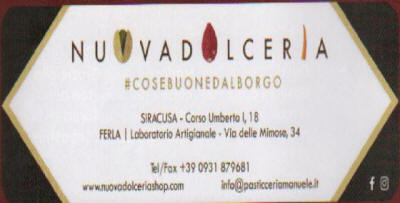 NUOVADOLCERIA
#COSEBUONEDALBORGO
SIRACUSA - Corso Umberto I, 18
FERLA | Laboratorio Artigianale - Via delle Mimose, 34
Tel/Fax +39 0931 879681
www.nuovadolceriashop.com info@pasticceriamanuele.it